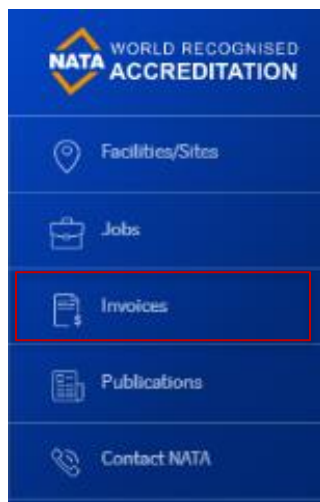 NATA
WORLD RECOGNISED
ACCREDITATION
Facilities/Sites
Jobs
Invoices
Publications
Contact NATA